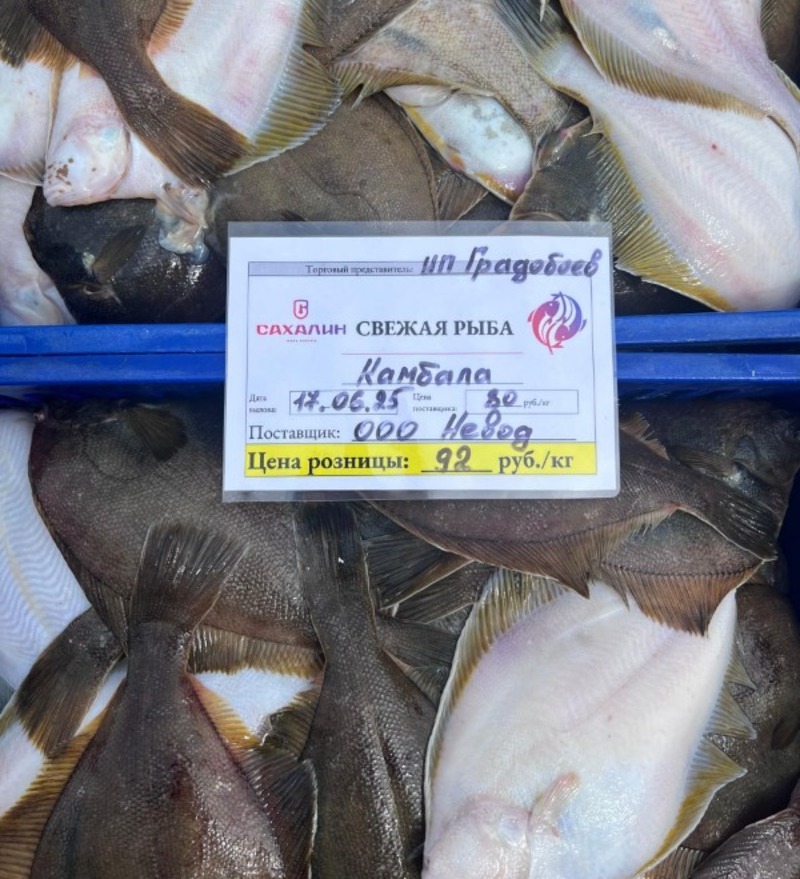 Торговый представитель: ИП Градобоев
САХАЛИН СВЕЖАЯ РЫБА
Камбала
Дата вылова: 17.06.25 Цена поставщика: 80 руб./кг
Поставщик: ООО Невод
Цена розницы: 92 руб./кг